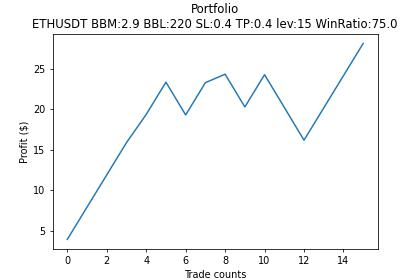 Portfolio
ETHUSDT BBM:2.9 BBL:220 SL:0.4 TP:0.4 lev:15 WinRatio:75.0
Profit ($)
25
20
15
10
5
0 2 4 6 8 10 12 14
Trade counts